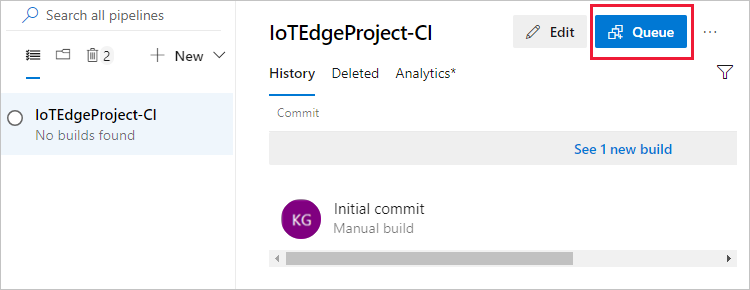 Search all pipelines
2
New
IoTEdgeProject-CI
No builds found
IoTEdgeProject-CI
Edit
Queue
History Deleted Analytics*
Commit
See 1 new build
KG
Initial commit
Manual build